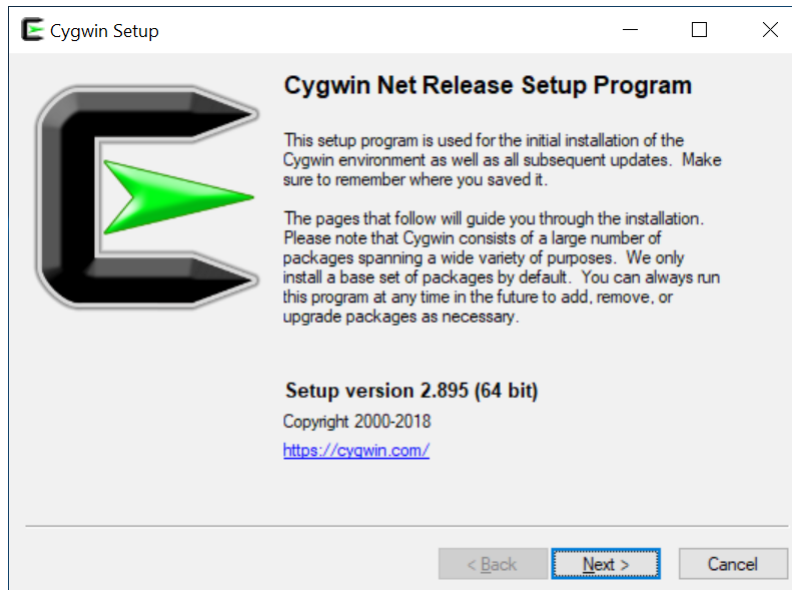 Cygwin Setup
Cygwin Net Release Setup Program
This setup program is used for the initial installation of the
Cygwin environment as well as all subsequent updates.  Make
sure to remember where you saved it.
The pages that follow will guide you through the installation.
Please note that Cygwin consists of a large number of
packages spanning a wide variety of purposes.  We only
install a base set of packages by default.  You can always run
this program at any time in the future to add, remove, or
upgrade packages as necessary.
Setup version 2.895 (64 bit)
Copyright 2000-2018
https://cygwin.com/
< Back Next > Cancel